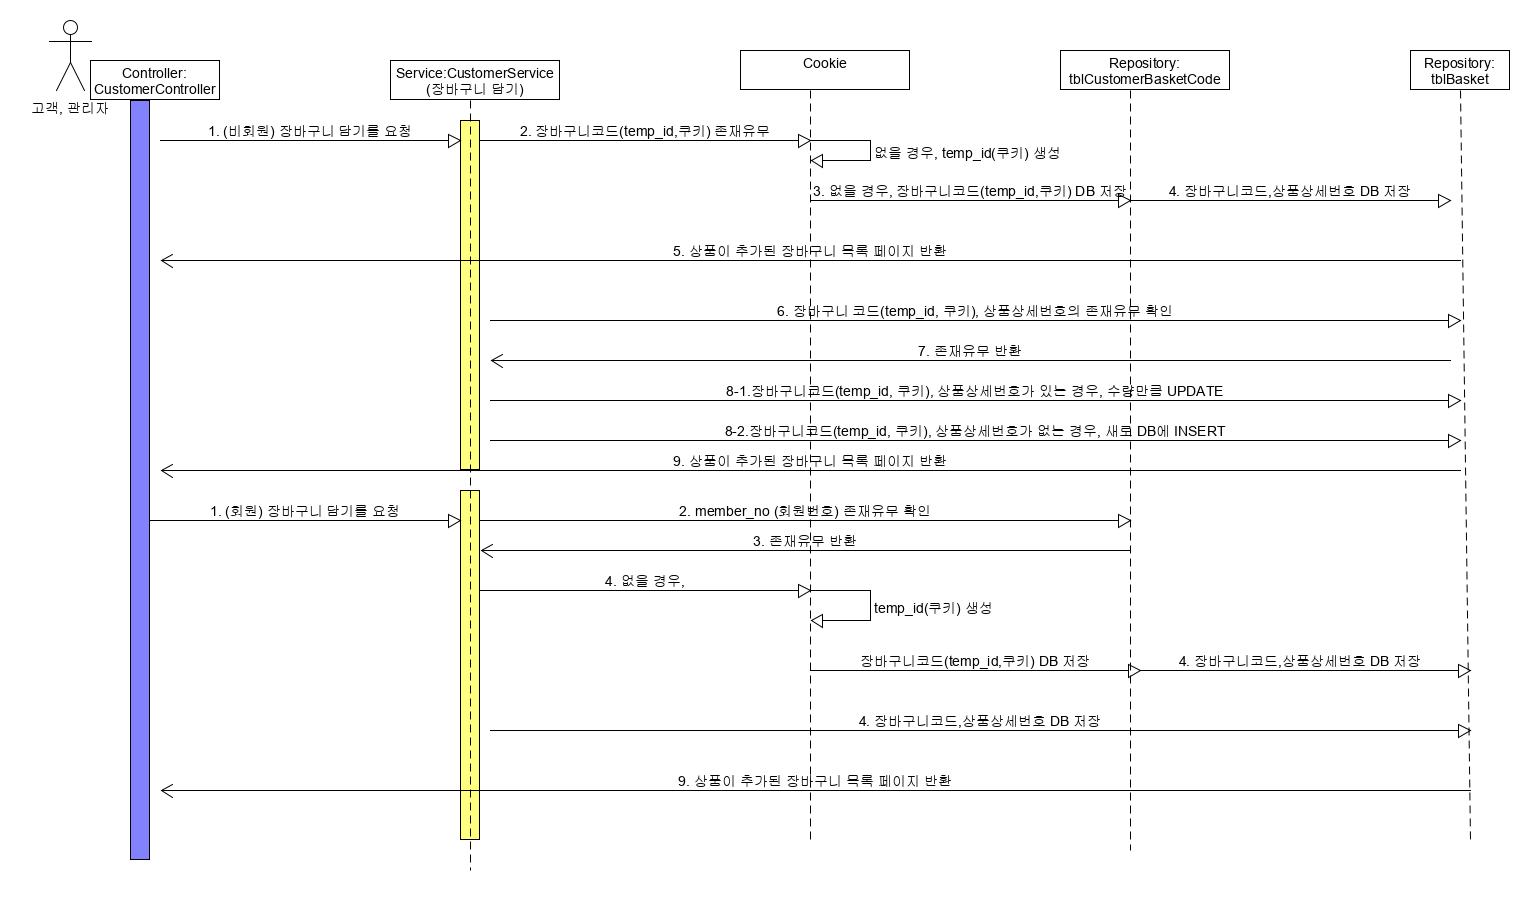 Controller:
CustomerController
Service:CustomerService
(장바구니 담기)
Cookie
Repository:
tblCustomerBasketCode
Repository:
tblBasket
고객, 관리자
1. (비회원) 장바구니 담기를 요청
2. 장바구니코드(temp_id,쿠키) 존재유무
없을 경우, temp_id(쿠키) 생성
3. 없을 경우, 장바구니코드(temp_id,쿠키) DB 저장
4. 장바구니코드,상품상세번호 DB 저장
5. 상품이 추가된 장바구니 목록 페이지 반환
6. 장바구니 코드(temp_id, 쿠키), 상품상세번호의 존재유무 확인
7. 존재유무 반환
8-1.장바구니코드(temp_id, 쿠키), 상품상세번호가 있는 경우, 수량만큼 UPDATE
8-2.장바구니코드(temp_id, 쿠키), 상품상세번호가 없는 경우, 새로 DB에 INSERT
9. 상품이 추가된 장바구니 목록 페이지 반환
1. (회원) 장바구니 담기를 요청
2. member_no (회원번호) 존재유무 확인
3. 존재유무 반환
4. 없을 경우,
temp_id(쿠키) 생성
장바구니코드(temp_id,쿠키) DB 저장
4. 장바구니코드,상품상세번호 DB 저장
4. 장바구니코드,상품상세번호 DB 저장
9. 상품이 추가된 장바구니 목록 페이지 반환